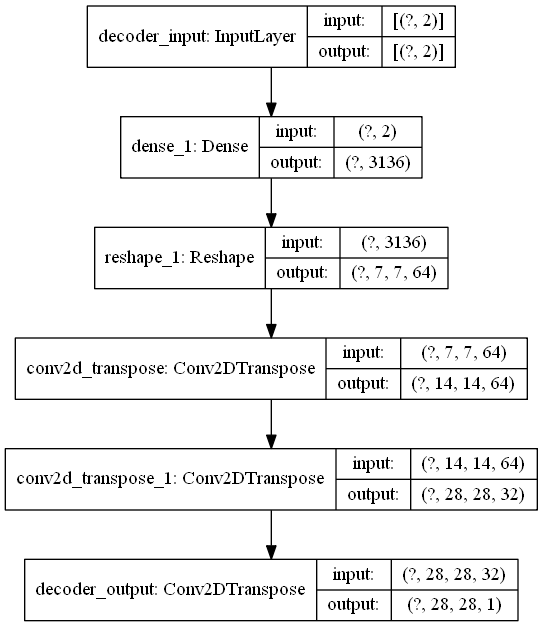 decoder_input: InputLayer
input: [(?, 2)]
output: [(?, 2)]
dense_1: Dense
input: (?, 2)
output: (?, 3136)
reshape_1: Reshape
input: (?, 3136)
output: (?, 7, 7, 64)
conv2d_transpose: Conv2DTranspose
input: (?, 7, 7, 64)
output: (?, 14, 14, 64)
conv2d_transpose_1: Conv2DTranspose
input: (?, 14, 14, 64)
output: (?, 28, 28, 32)
decoder_output: Conv2DTranspose
input: (?, 28, 28, 32)
output: (?, 28, 28, 1)